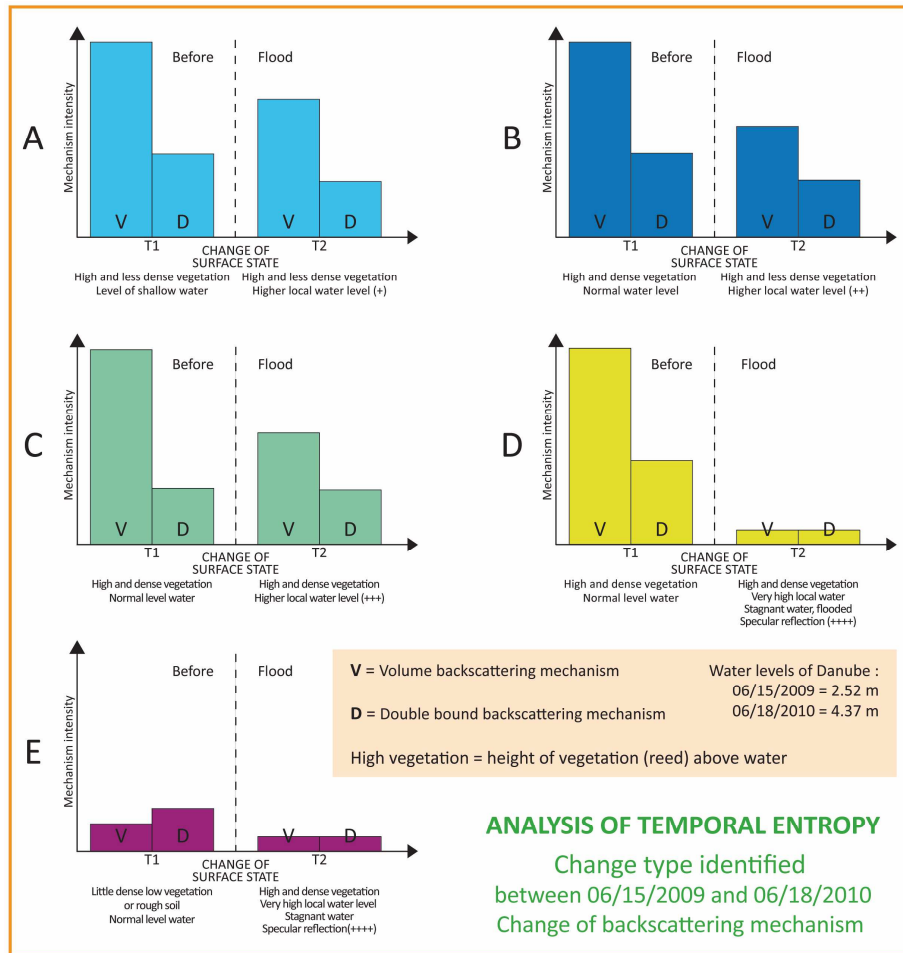 A
Mechanism intensity
Before
Flood
V
D
V
D
T1
CHANGE OF
SURFACE STATE
T2
High and less dense vegetation
Level of shallow water
High and less dense vegetation
Higher local water level (+)
B
Mechanism intensity
Before
Flood
V
D
V
D
T1
CHANGE OF
SURFACE STATE
T2
High and dense vegetation
Normal water level
High and less dense vegetation
Higher local water level (++)
C
Mechanism intensity
Before
Flood
V
D
V
D
T1
CHANGE OF
SURFACE STATE
T2
High and dense vegetation
Normal level water
High and dense vegetation
Higher local water level (+++)
D
Mechanism intensity
Before
Flood
V
D
V
D
T1
CHANGE OF
SURFACE STATE
T2
High and dense vegetation
Normal level water
High and dense vegetation
Very high local water
Stagnant water, flooded
Specular reflection (++++)
E
Mechanism intensity
Before
Flood
V
D
V
D
T1
CHANGE OF
SURFACE STATE
T2
Little dense low vegetation
or rough soil
Normal level water
High and dense vegetation
Very high local water level
Stagnant water
Specular reflection(++++)
V = Volume backscattering mechanism
D = Double bound backscattering mechanism
High vegetation = height of vegetation (reed) above water
Water levels of Danube :
06/15/2009 = 2.52 m
06/18/2010 = 4.37 m
ANALYSIS OF TEMPORAL ENTROPY
Change type identified
between 06/15/2009 and 06/18/2010
Change of backscattering mechanism